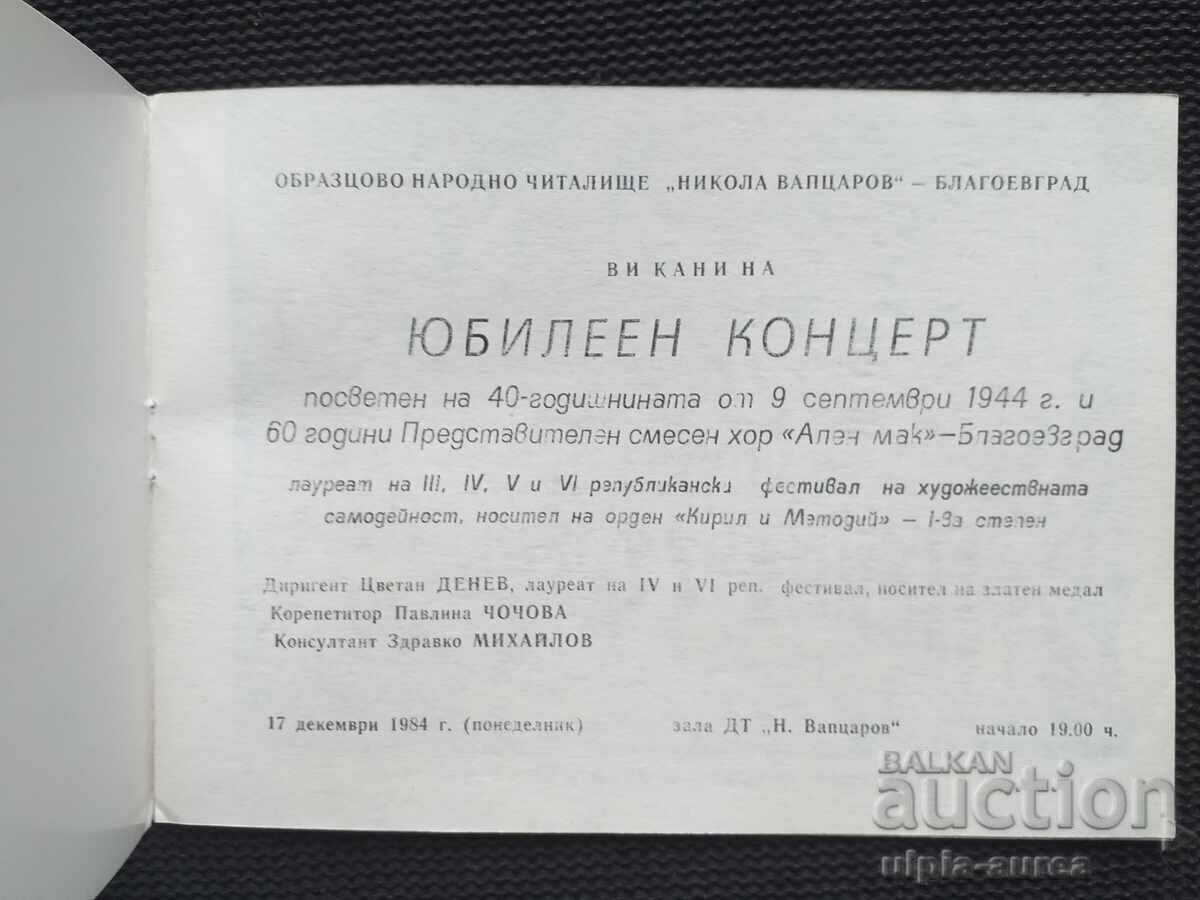 ОБРАЗЦОВО НАРОДНО ЧИТАЛИЩЕ „НИКОЛА ВАПЦАРОВ“ – БЛАГОЕВГРАД
ВИ КАНИ НА
ЮБИЛЕЕН КОНЦЕРТ
посветен на 40-годишнината от 9 септември 1944 г. и
60 години Представителен смесен хор «Ален мак»–Благоевград
лауреат на III, IV, V и VI републикански фестивал на художеествната
самодейност, носител на орден «Кирил и Методий» – I-ва степен
Диригент Цветан ДЕНЕВ, лауреат на IV и VI реп. фестивал, носител на златен медал
Корепетитор Павлина ЧОЧОВА
Консултант Здравко МИХАЙЛОВ
17 декември 1984 г. (понеделник) зала ДТ „Н. Вапцаров“ начало 19.00 ч.
BALKAN
auction
ulpia-aurea